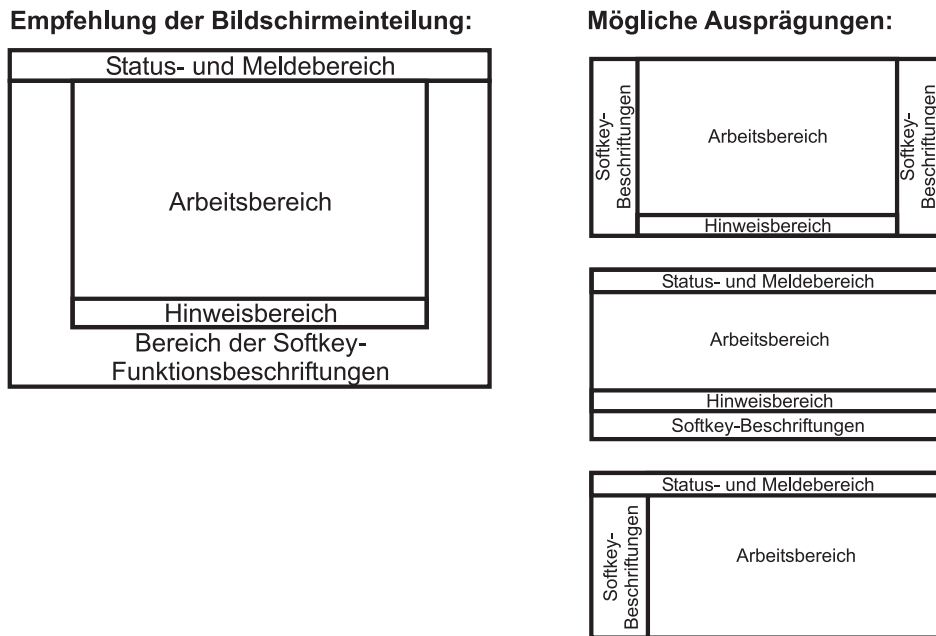 Empfehlung der Bildschirmeinteilung:
Status- und Meldebereich
Arbeitsbereich
Hinweisbereich
Bereich der Softkey-
Funktionsbeschriftungen
Mögliche Ausprägungen:
Softkey-
Beschriftungen
Arbeitsbereich
Hinweisbereich
Softkey-
Beschriftungen
Status- und Meldebereich
Arbeitsbereich
Hinweisbereich
Softkey-Beschriftungen
Status- und Meldebereich
Softkey-
Beschriftungen
Arbeitsbereich